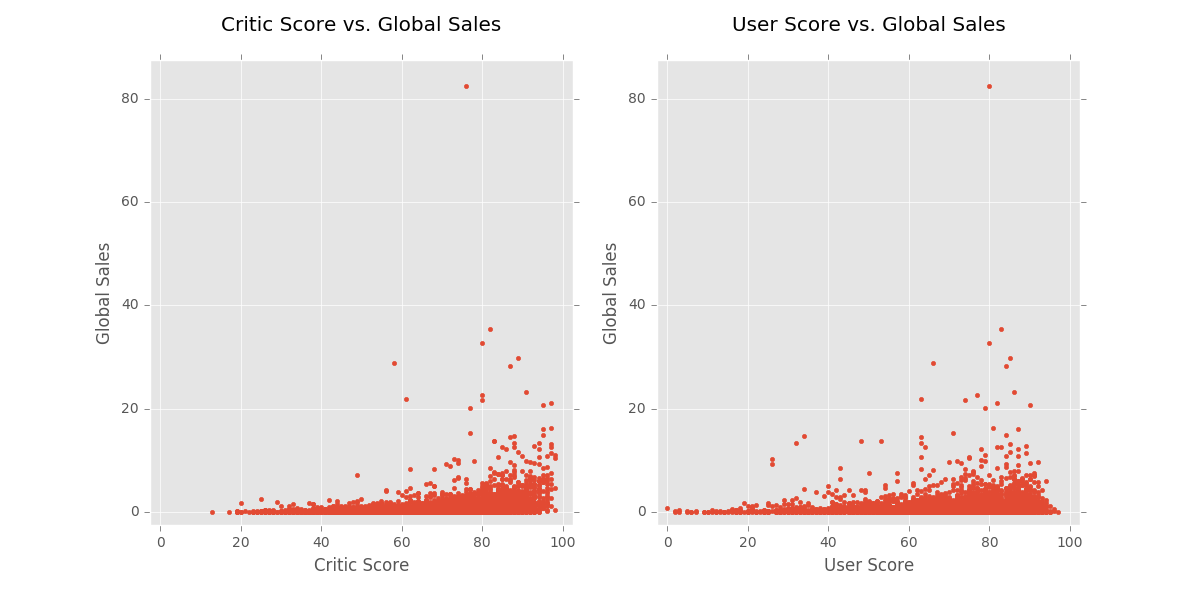 Critic Score vs. Global Sales
80
60
40
20
0
Global Sales
0 20 40 60 80 100
Critic Score
User Score vs. Global Sales
80
60
40
20
0
Global Sales
0 20 40 60 80 100
User Score